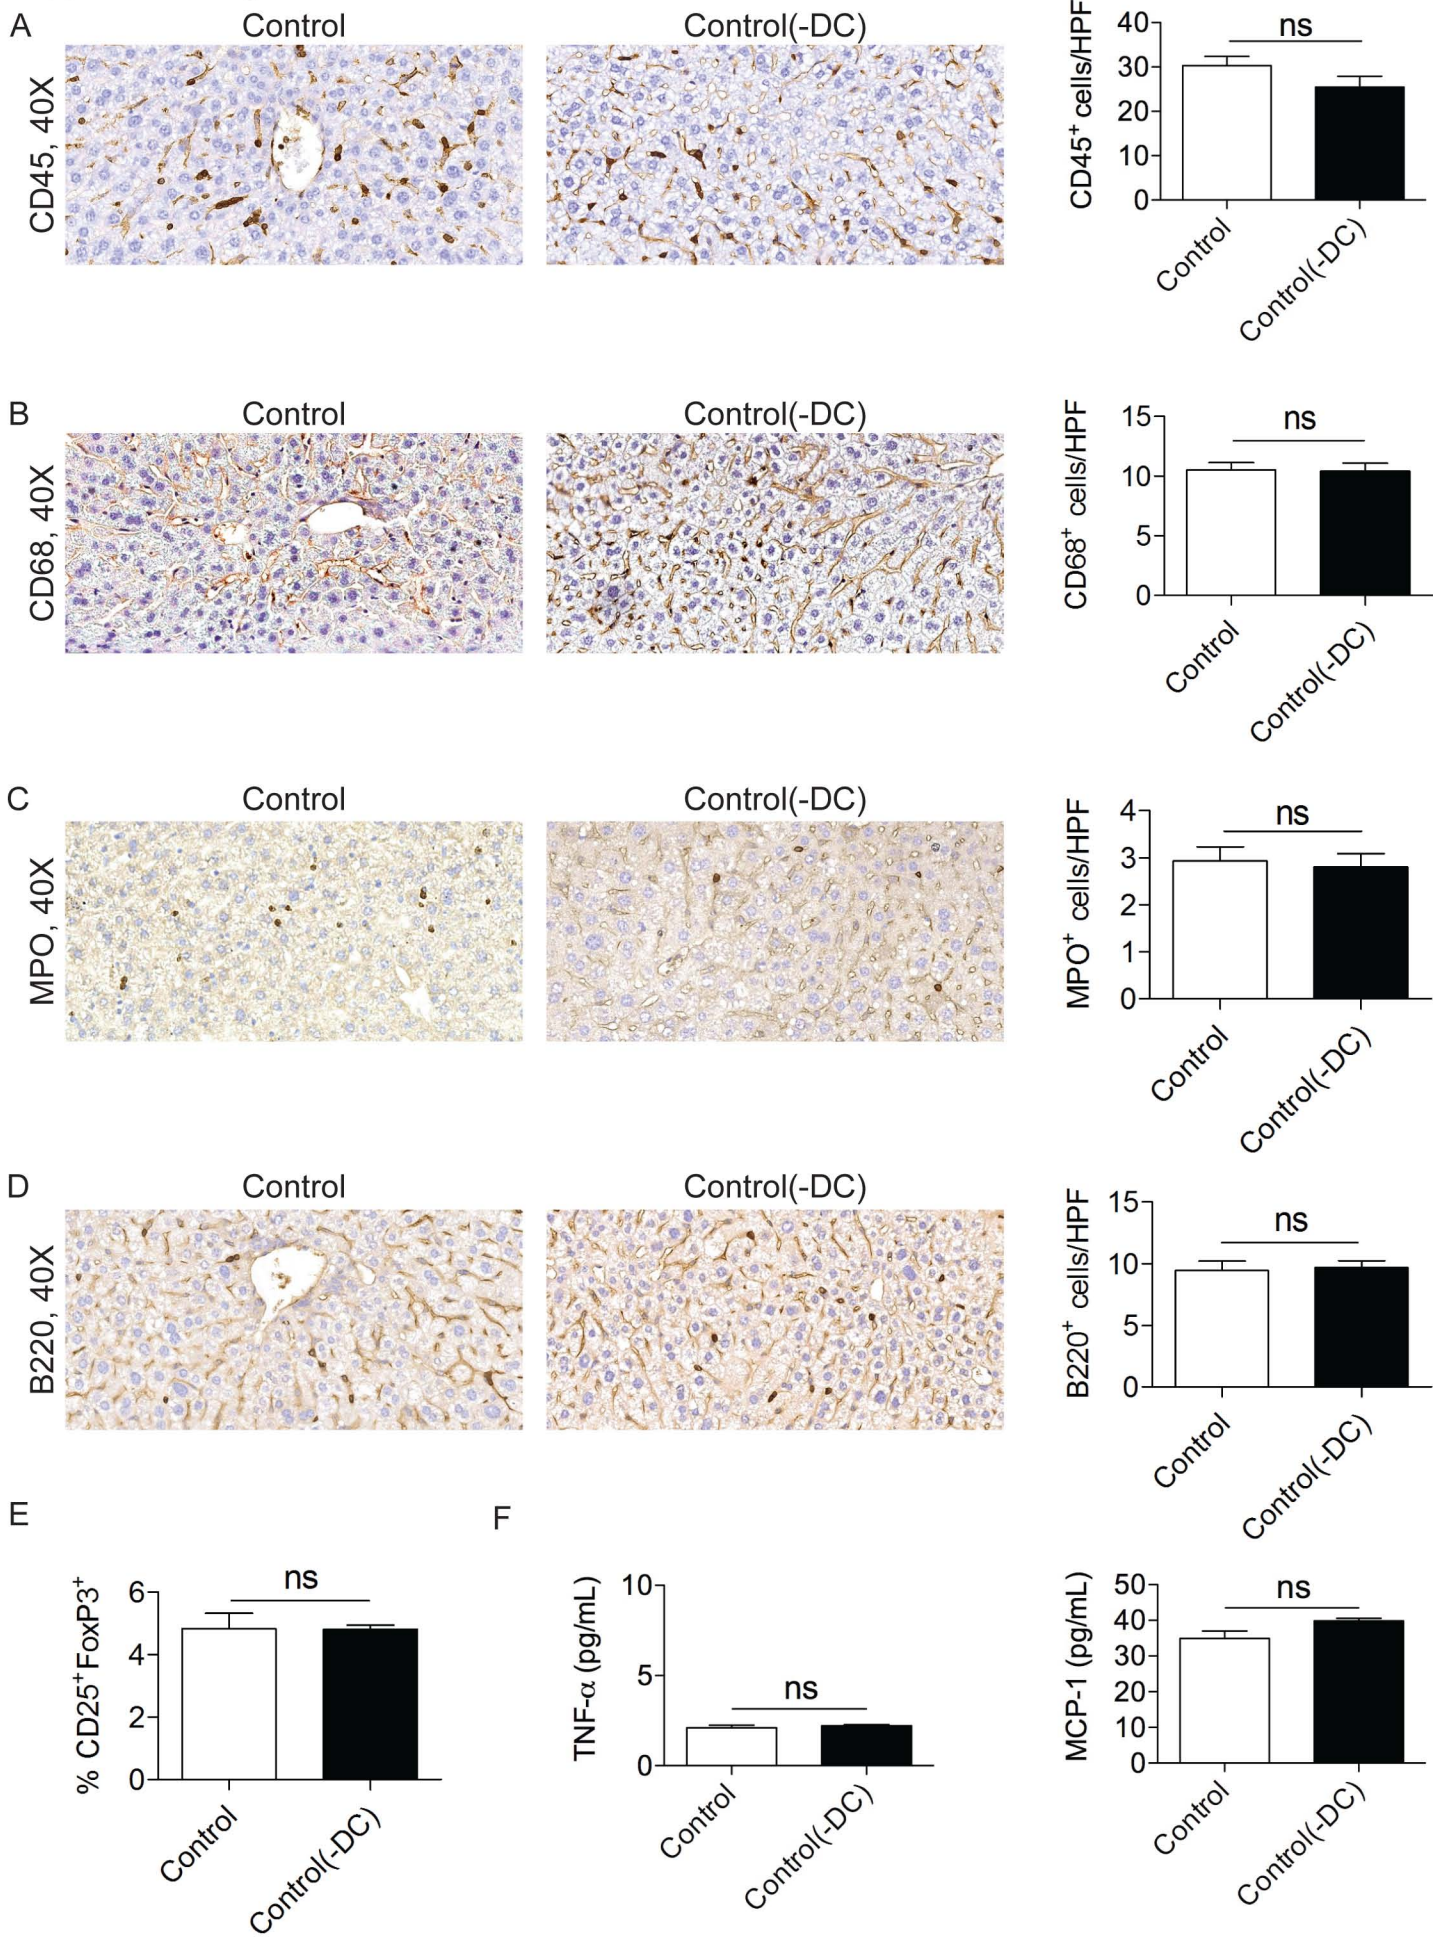 A
Control
Control(-DC)
CD45, 40X
CD45⁺ cells/HPF
40
30
20
10
0
ns
Control
Control(-DC)
B
Control
Control(-DC)
CD68, 40X
CD68⁺ cells/HPF
15
10
5
0
ns
Control
Control(-DC)
C
Control
Control(-DC)
MPO, 40X
MPO⁺ cells/HPF
4
3
2
1
0
ns
Control
Control(-DC)
D
Control
Control(-DC)
B220, 40X
B220⁺ cells/HPF
15
10
5
0
ns
Control
Control(-DC)
E
% CD25⁺FoxP3⁺
6
4
2
0
ns
Control
Control(-DC)
F
TNF-α (pg/mL)
10
5
0
ns
Control
Control(-DC)
MCP-1 (pg/mL)
50
40
30
20
10
0
ns
Control
Control(-DC)